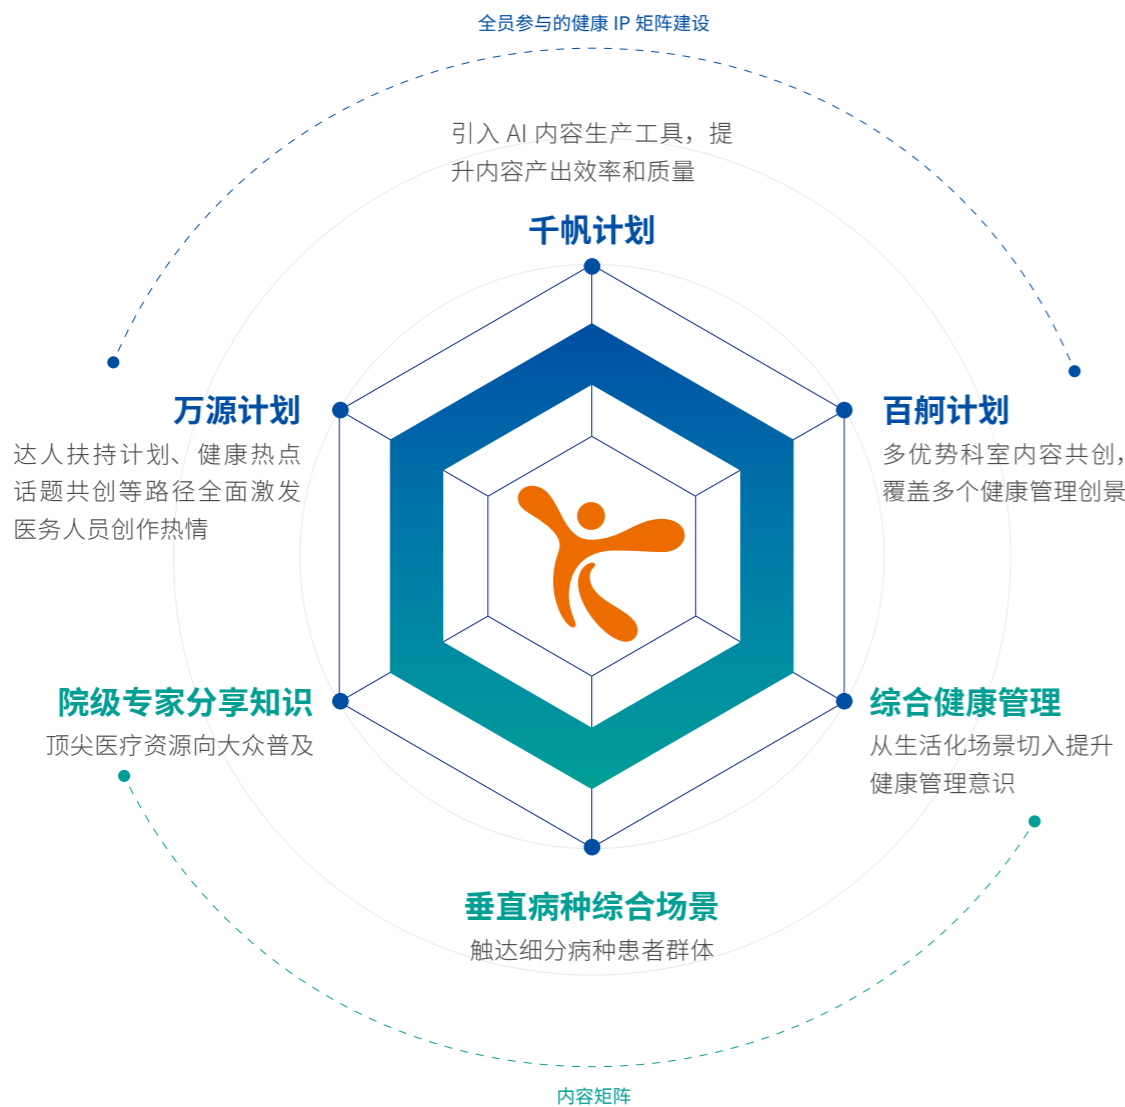 全员参与的健康 IP 矩阵建设
引入 AI 内容生产工具，提
升内容产出效率和质量
千帆计划
万源计划
达人扶持计划、健康热点
话题共创等路径全面激发
医务人员创作热情
百舸计划
多优势科室内容共创，
覆盖多个健康管理创景
院级专家分享知识
顶尖医疗资源向大众普及
综合健康管理
从生活化场景切入提升
健康管理意识
垂直病种综合场景
触达细分病种患者群体
内容矩阵